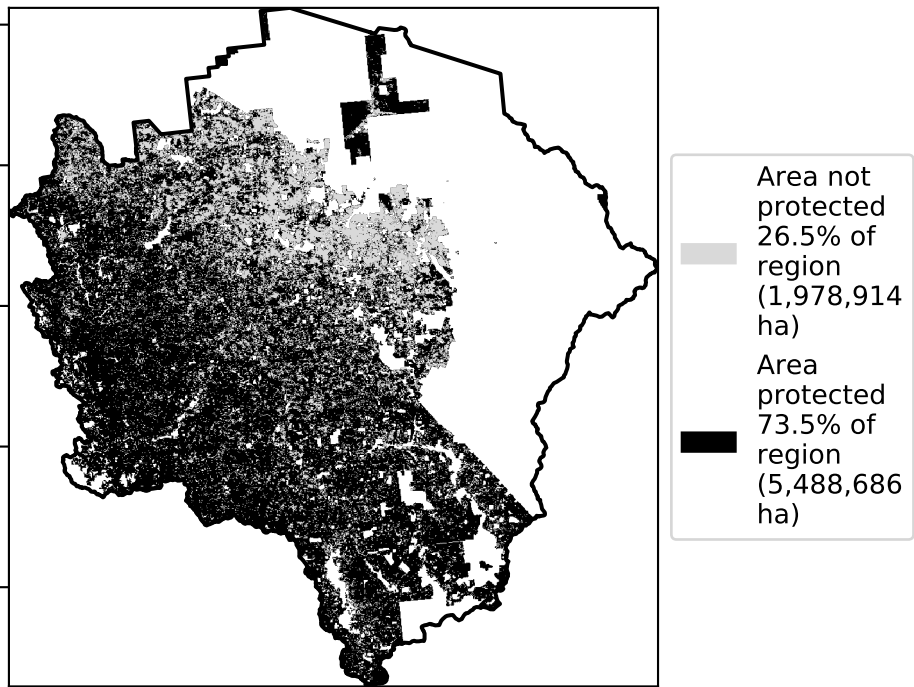 Area not
protected
26.5% of
region
(1,978,914
ha)
Area
protected
73.5% of
region
(5,488,686
ha)